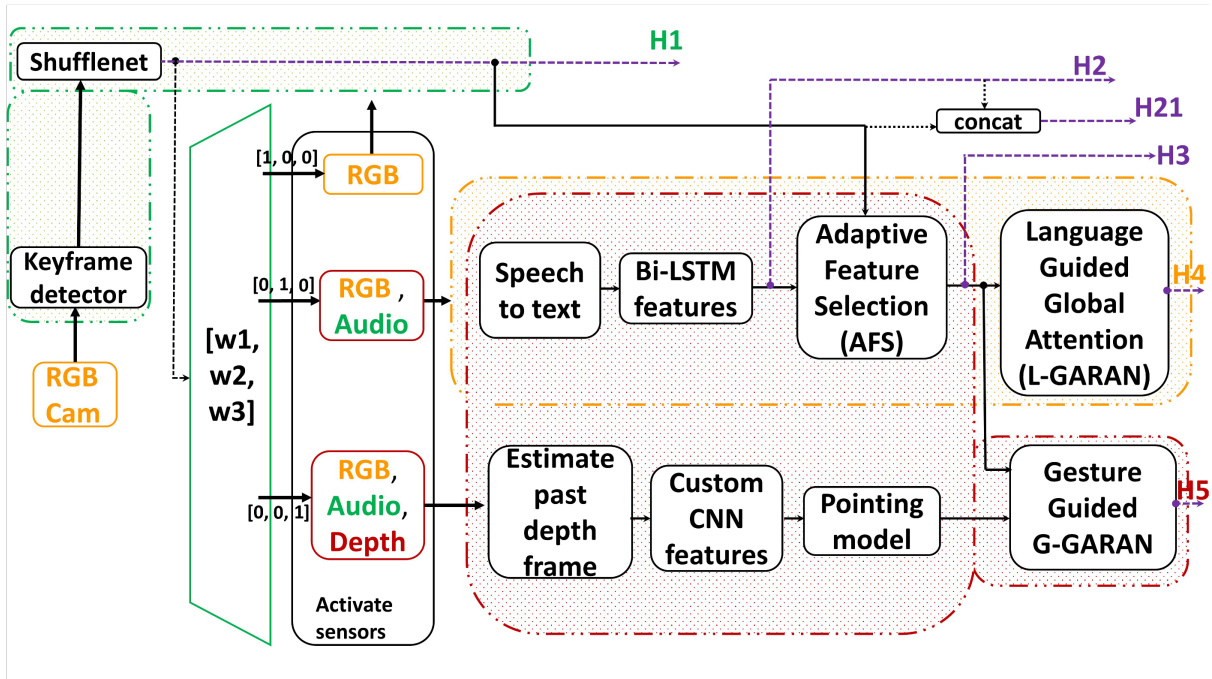 Shufflenet
H1
H2
concat
H21
H3
[1, 0, 0]
RGB
Keyframe
detector
RGB
Cam
[w1,
w2,
w3]
[0, 1, 0]
RGB ,
Audio
[0, 0, 1]
RGB,
Audio,
Depth
Activate
sensors
Speech
to text
Bi-LSTM
features
Adaptive
Feature
Selection
(AFS)
Language
Guided
Global
Attention
(L-GARAN)
H4
Estimate
past
depth
frame
Custom
CNN
features
Pointing
model
Gesture
Guided
G-GARAN
H5